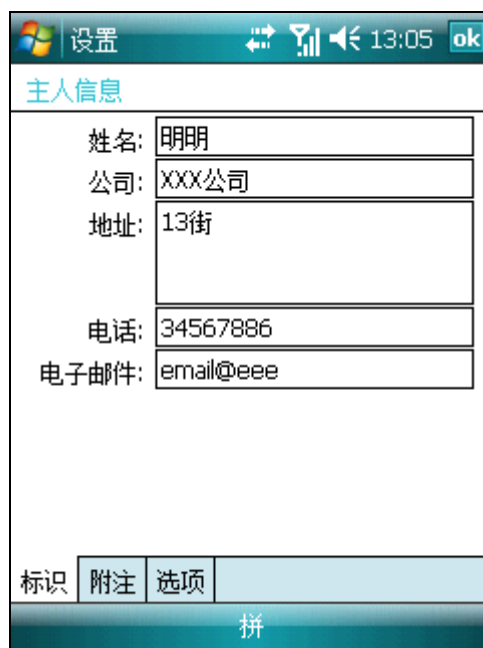 设置 13:05 ok
主人信息
姓名: 明明
公司: XXX公司
地址: 13街
电话: 34567886
电子邮件: email@eee
标识 附注 选项
拼